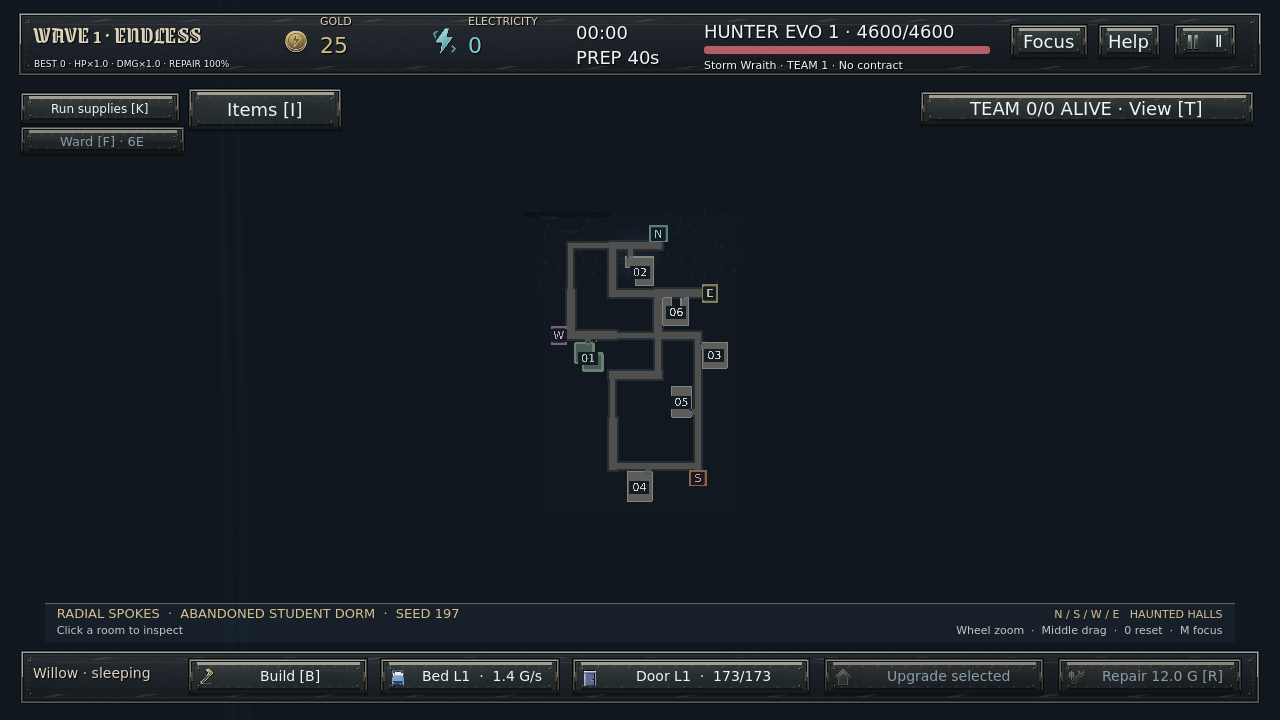 WAVE 1 · ENDLESS
BEST 0 · HP×1.0 · DMG×1.0 · REPAIR 100%
GOLD
25
ELECTRICITY
0
00:00
PREP 40s
HUNTER EVO 1 · 4600/4600
Storm Wraith · TEAM 1 · No contract
Focus
Help
II
Run supplies [K]
Items [I]
Ward [F] · 6E
TEAM 0/0 ALIVE · View [T]
N
02
E
06
W
01
03
05
04
S
RADIAL SPOKES · ABANDONED STUDENT DORM · SEED 197
Click a room to inspect
N / S / W / E HAUNTED HALLS
Wheel zoom · Middle drag · 0 reset · M focus
Willow · sleeping
Build [B]
Bed L1 · 1.4 G/s
Door L1 · 173/173
Upgrade selected
Repair 12.0 G [R]